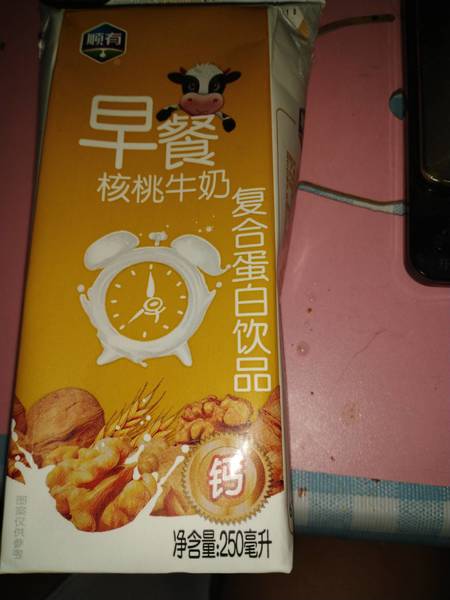 顺有
早餐
核桃牛奶
复合蛋白饮品
钙
净含量:250毫升
图案仅供参考